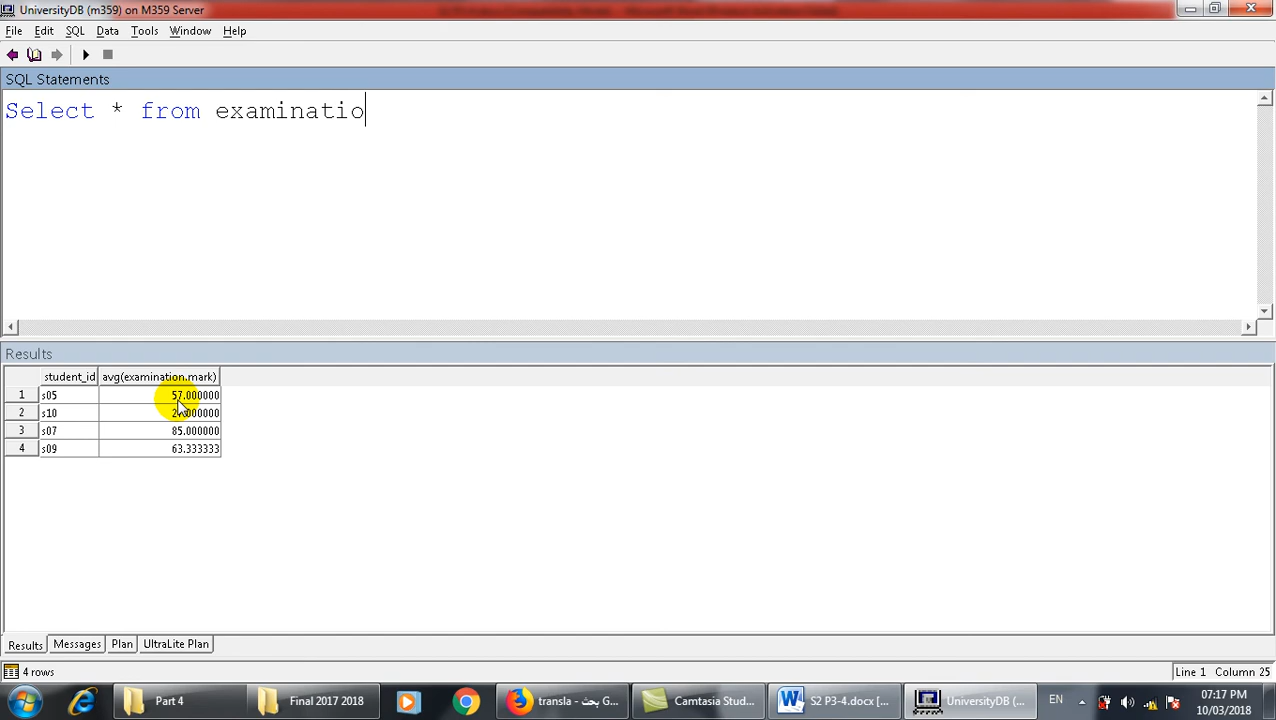 UniversityDB (m359) on M359 Server
File Edit SQL Data Tools Window Help
SQL Statements
Select * from examinatio
Results
student_id avg(examination.mark)
1 s05 57.000000
2 s10 000000
3 s07 85.000000
4 s09 63.333333
Results Messages Plan UltraLite Plan
4 rows
Line 1 Column 25
Part 4 Final 2017 2018 transla - بحث G... Camtasia Stud... S2 P3-4.docx [... UniversityDB (... EN 07:17 PM
10/03/2018